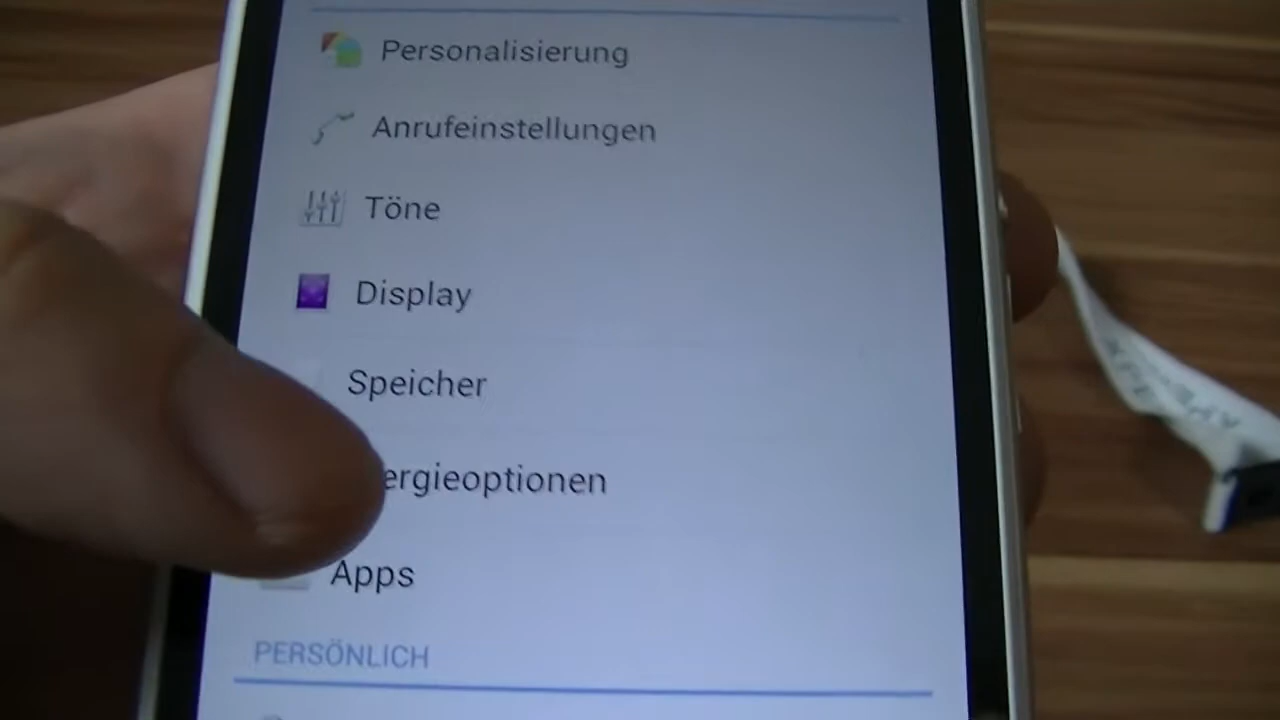 Personalisierung
Anrufeinstellungen
Töne
Display
Speicher
ergieoptionen
Apps
PERSÖNLICH